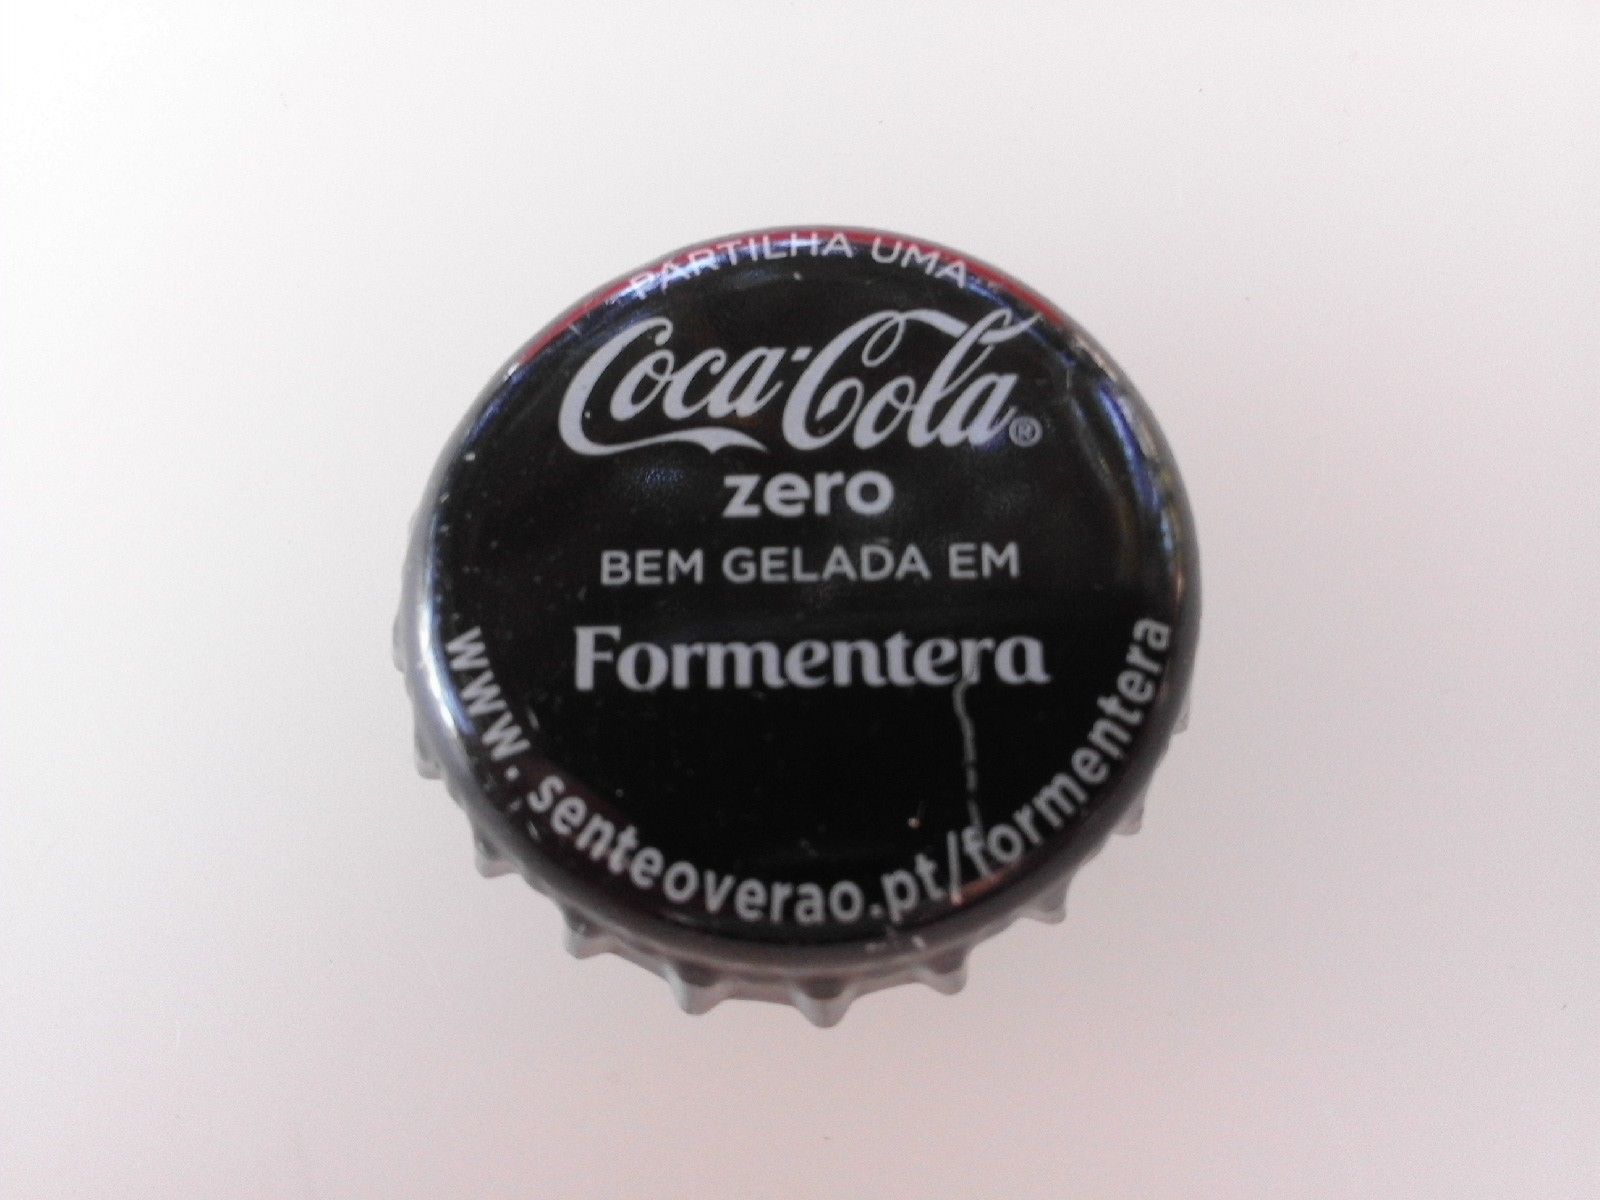 PARTILHA UMA
Coca-Cola®
zero
BEM GELADA EM
Formentera
www.senteoverao.pt/formentera